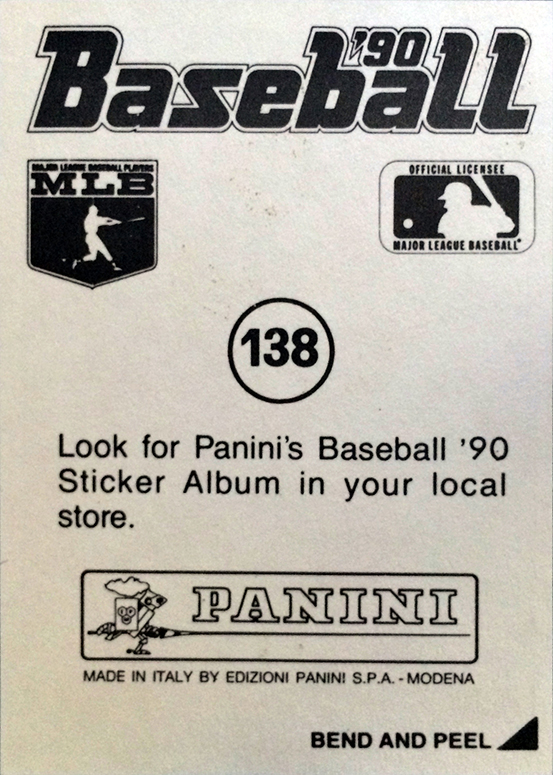 Baseball '90
MAJOR LEAGUE BASEBALL PLAYERS
MLB
OFFICIAL LICENSEE
MAJOR LEAGUE BASEBALL®
138
Look for Panini's Baseball '90
Sticker Album in your local
store.
PANINI
MADE IN ITALY BY EDIZIONI PANINI S.P.A. - MODENA
BEND AND PEEL